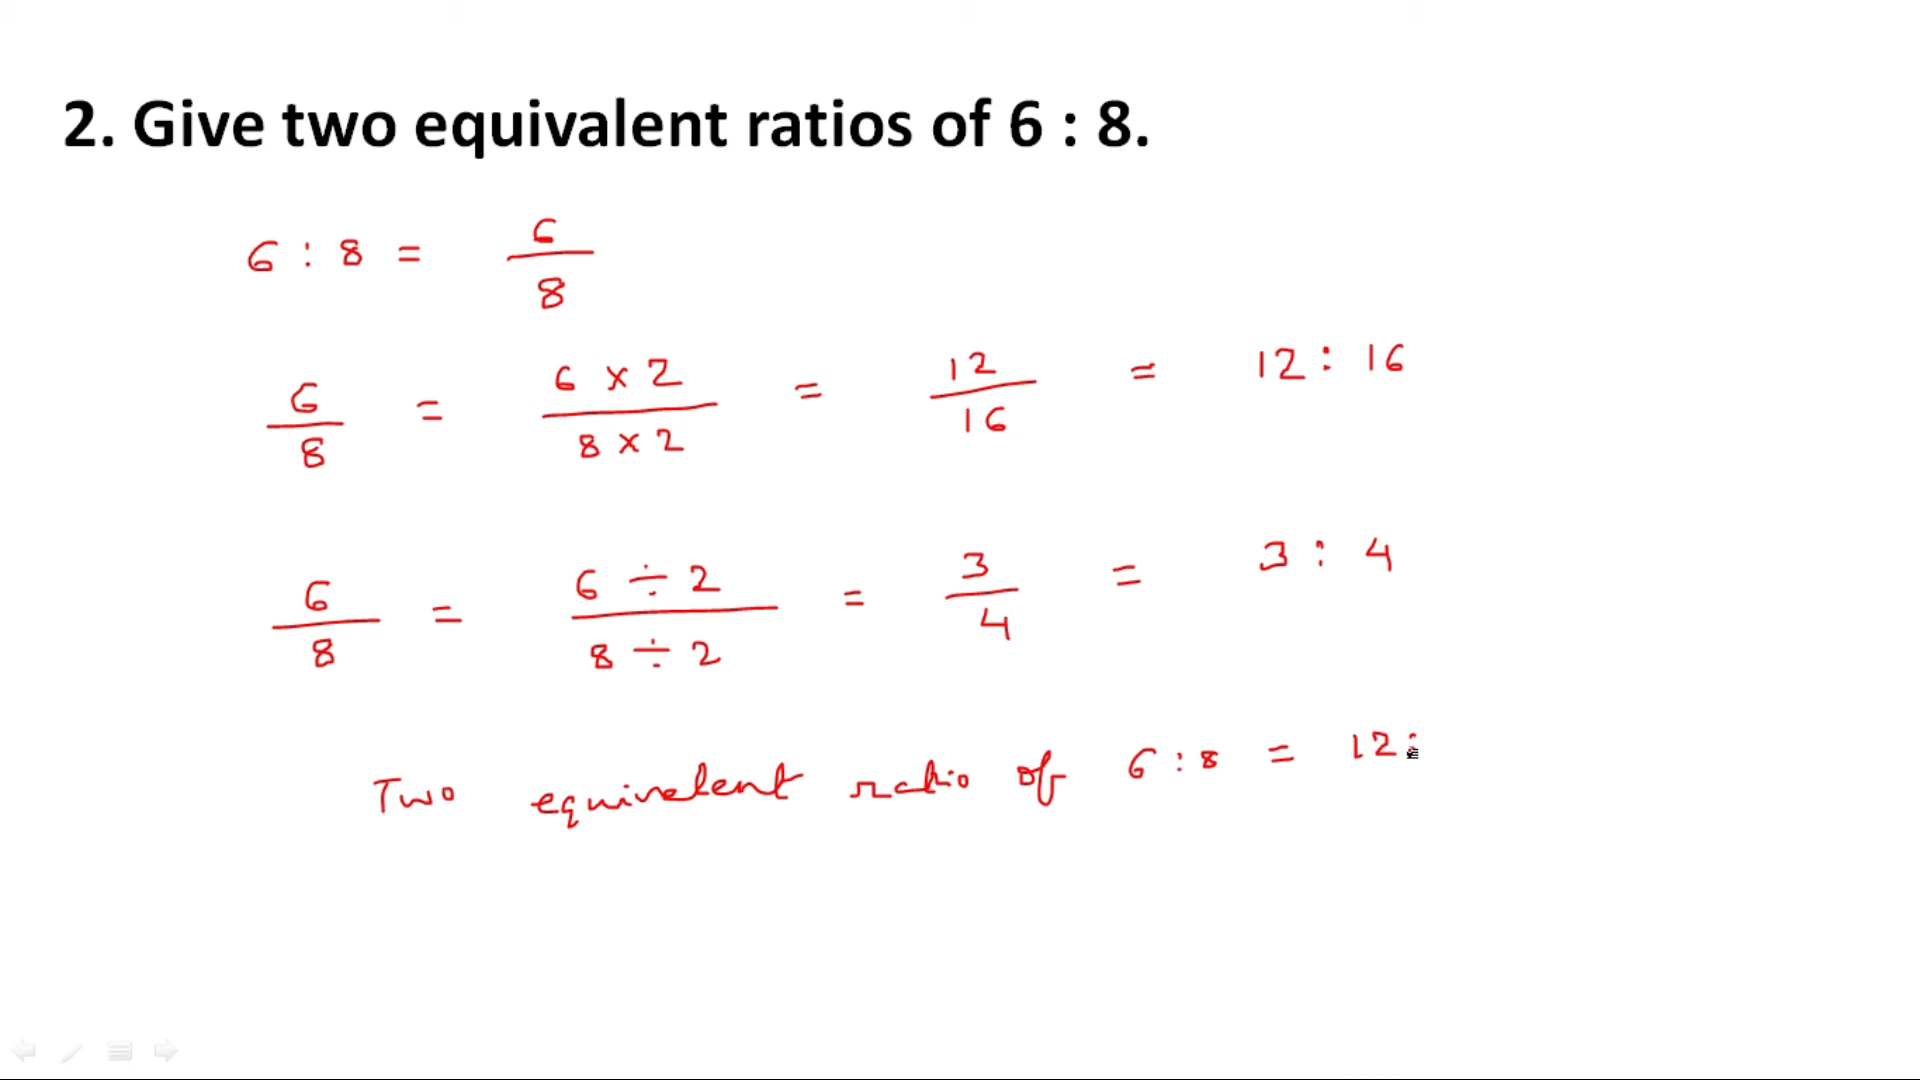 2. Give two equivalent ratios of 6 : 8.
6 : 8 = 6/8
6/8 = 6 × 2/8 × 2 = 12/16 = 12 : 16
6/8 = 6 ÷ 2/8 ÷ 2 = 3/4 = 3 : 4
Two equivalent ratio of 6 : 8 = 12 :